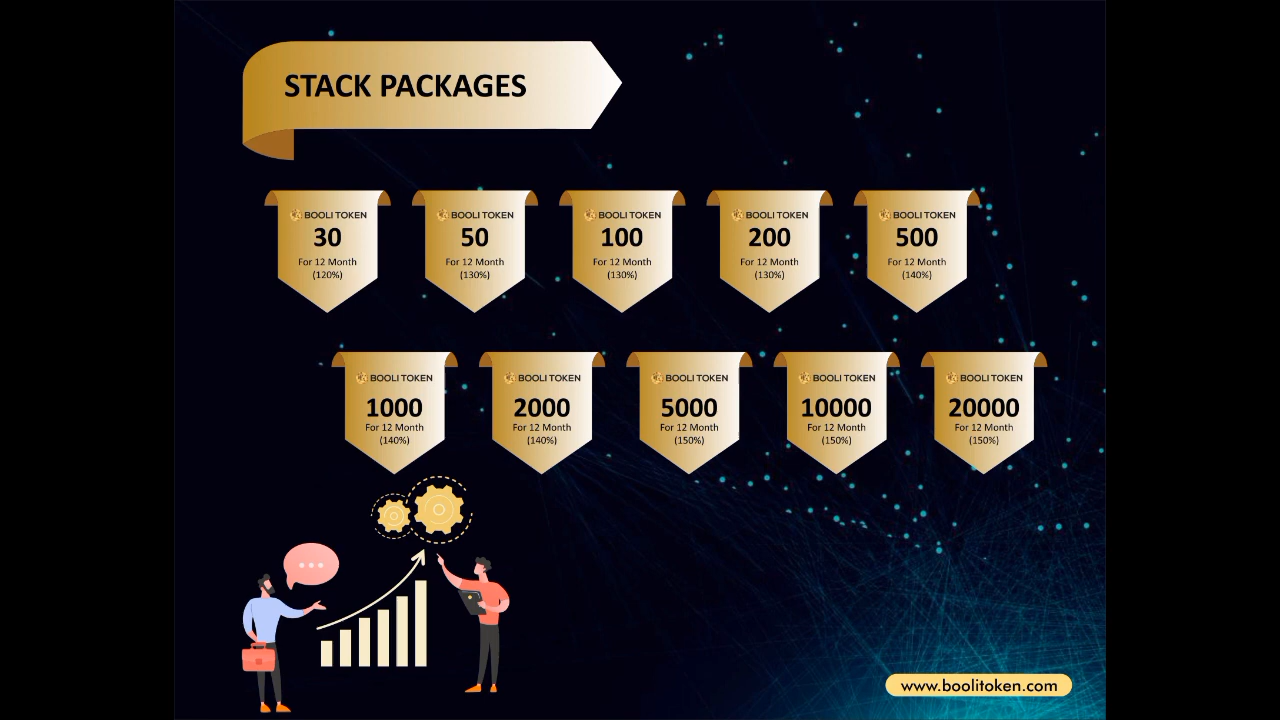 STACK PACKAGES
BOOLI TOKEN
30
For 12 Month
(120%)
BOOLI TOKEN
50
For 12 Month
(130%)
BOOLI TOKEN
100
For 12 Month
(130%)
BOOLI TOKEN
200
For 12 Month
(130%)
BOOLI TOKEN
500
For 12 Month
(140%)
BOOLI TOKEN
1000
For 12 Month
(140%)
BOOLI TOKEN
2000
For 12 Month
(140%)
BOOLI TOKEN
5000
For 12 Month
(150%)
BOOLI TOKEN
10000
For 12 Month
(150%)
BOOLI TOKEN
20000
For 12 Month
(150%)
www.boolitoken.com